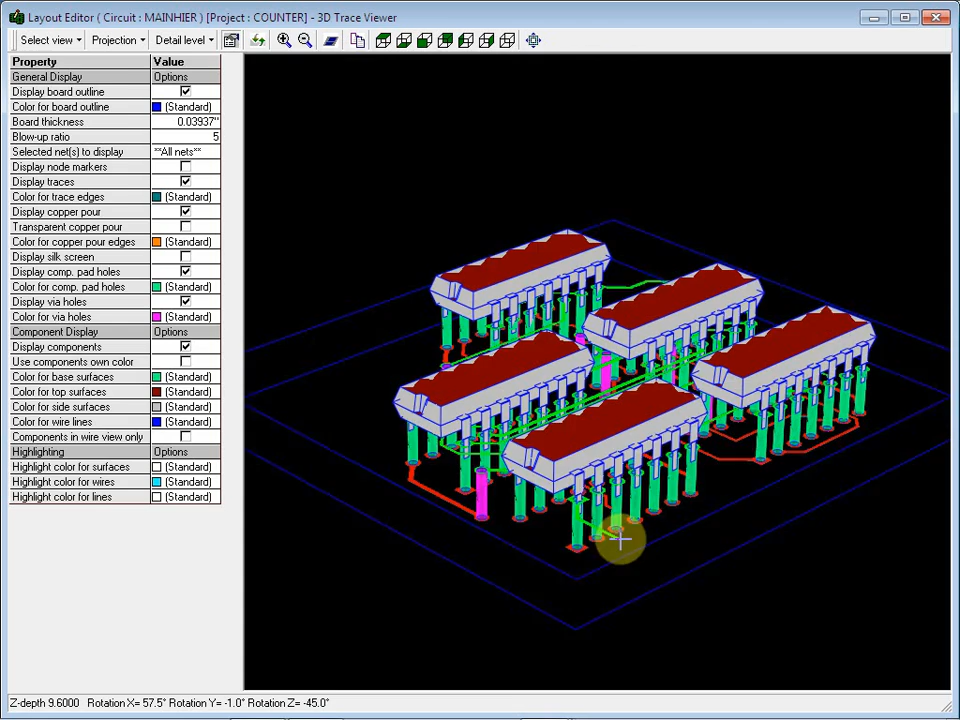 Layout Editor ( Circuit : MAINHIER ) [Project : COUNTER] - 3D Trace Viewer
Select view Projection Detail level
Property Value
General Display Options
Display board outline
Color for board outline (Standard)
Board thickness 0.03937"
Blow-up ratio 5
Selected net(s) to display **All nets**
Display node markers
Display traces
Color for trace edges (Standard)
Display copper pour
Transparent copper pour
Color for copper pour edges (Standard)
Display silk screen
Display comp. pad holes
Color for comp. pad holes (Standard)
Display via holes
Color for via holes (Standard)
Component Display Options
Display components
Use components own color
Color for base surfaces (Standard)
Color for top surfaces (Standard)
Color for side surfaces (Standard)
Color for wire lines (Standard)
Components in wire view only
Highlighting Options
Highlight color for surfaces (Standard)
Highlight color for wires (Standard)
Highlight color for lines (Standard)
Z-depth 9.6000 Rotation X= 57.5° Rotation Y= -1.0° Rotation Z= -45.0°